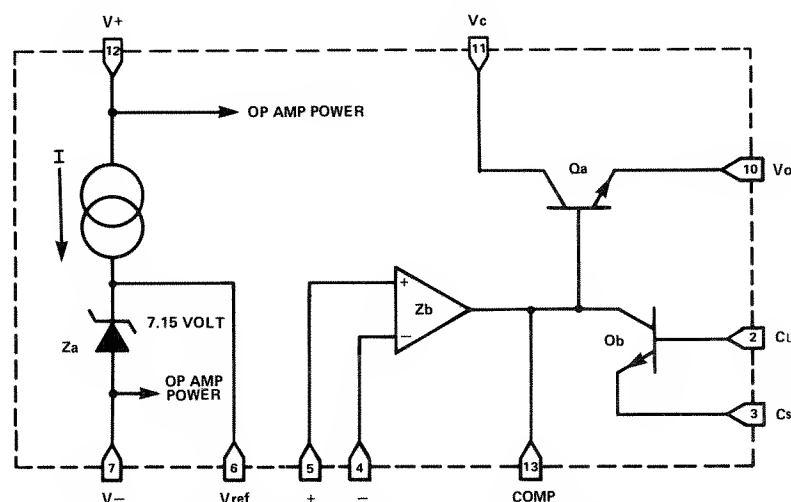 V+
Vc
12
11
OP AMP POWER
I
Qa
10
Vo
+
Zb
−
7.15 VOLT
Za
Qb
2
CL
OP AMP
POWER
3
Cs
7
6
5
4
13
V−
Vref
+
−
COMP